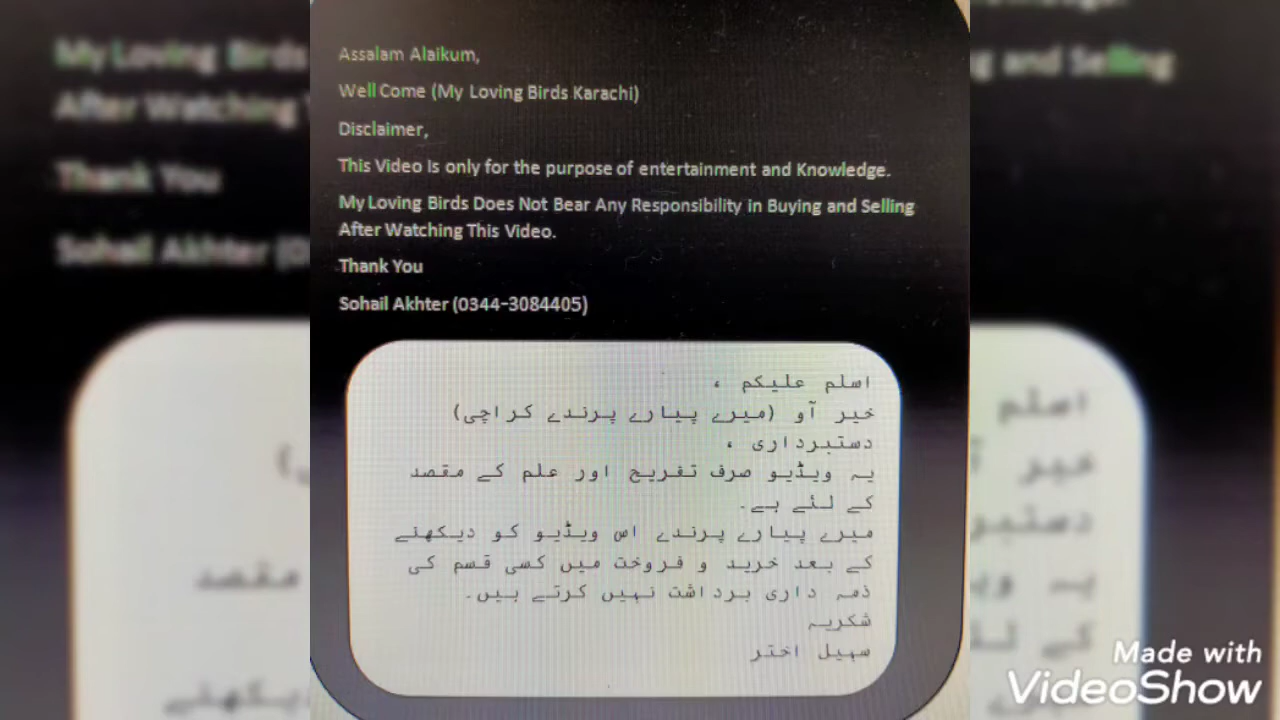 Assalam Alaikum,
Well Come (My Loving Birds Karachi)
Disclaimer,
This Video Is only for the purpose of entertainment and Knowledge.
My Loving Birds Does Not Bear Any Responsibility in Buying and Selling
After Watching This Video.
Thank You
Sohail Akhter (0344-3084405)
اسلم علیکم ،
خیر آو (میرے پیارے پرندے کراچی)
دستبرداری ،
یہ ویڈیو صرف تفریح اور علم کے مقصد
کے لئے ہے۔
میرے پیارے پرندے اس ویڈیو کو دیکھنے
کے بعد خرید و فروخت میں کسی قسم کی
ذمہ داری برداشت نہیں کرتے ہیں۔
شکریہ
سہیل اختر
Made with
VideoShow